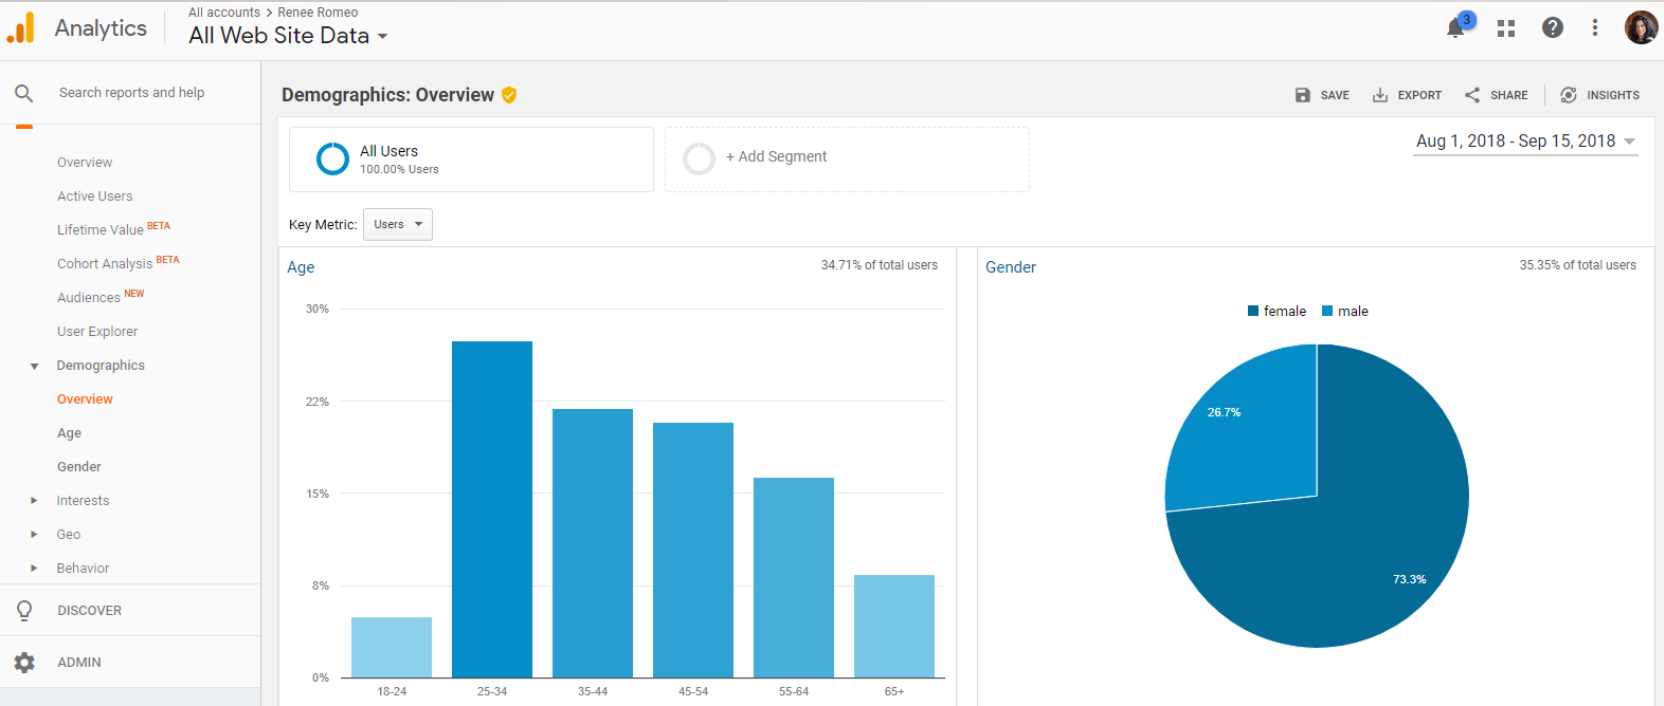 Analytics
All accounts > Renee Romeo
All Web Site Data
3
Search reports and help
Overview
Active Users
Lifetime Value BETA
Cohort Analysis BETA
Audiences NEW
User Explorer
Demographics
Overview
Age
Gender
Interests
Geo
Behavior
DISCOVER
ADMIN
Demographics: Overview
SAVE
EXPORT
SHARE
INSIGHTS
All Users
100.00% Users
+ Add Segment
Aug 1, 2018 - Sep 15, 2018
Key Metric: Users
Age
34.71% of total users
30%
22%
15%
8%
0%
18-24 25-34 35-44 45-54 55-64 65+
Gender
35.35% of total users
female male
26.7%
73.3%